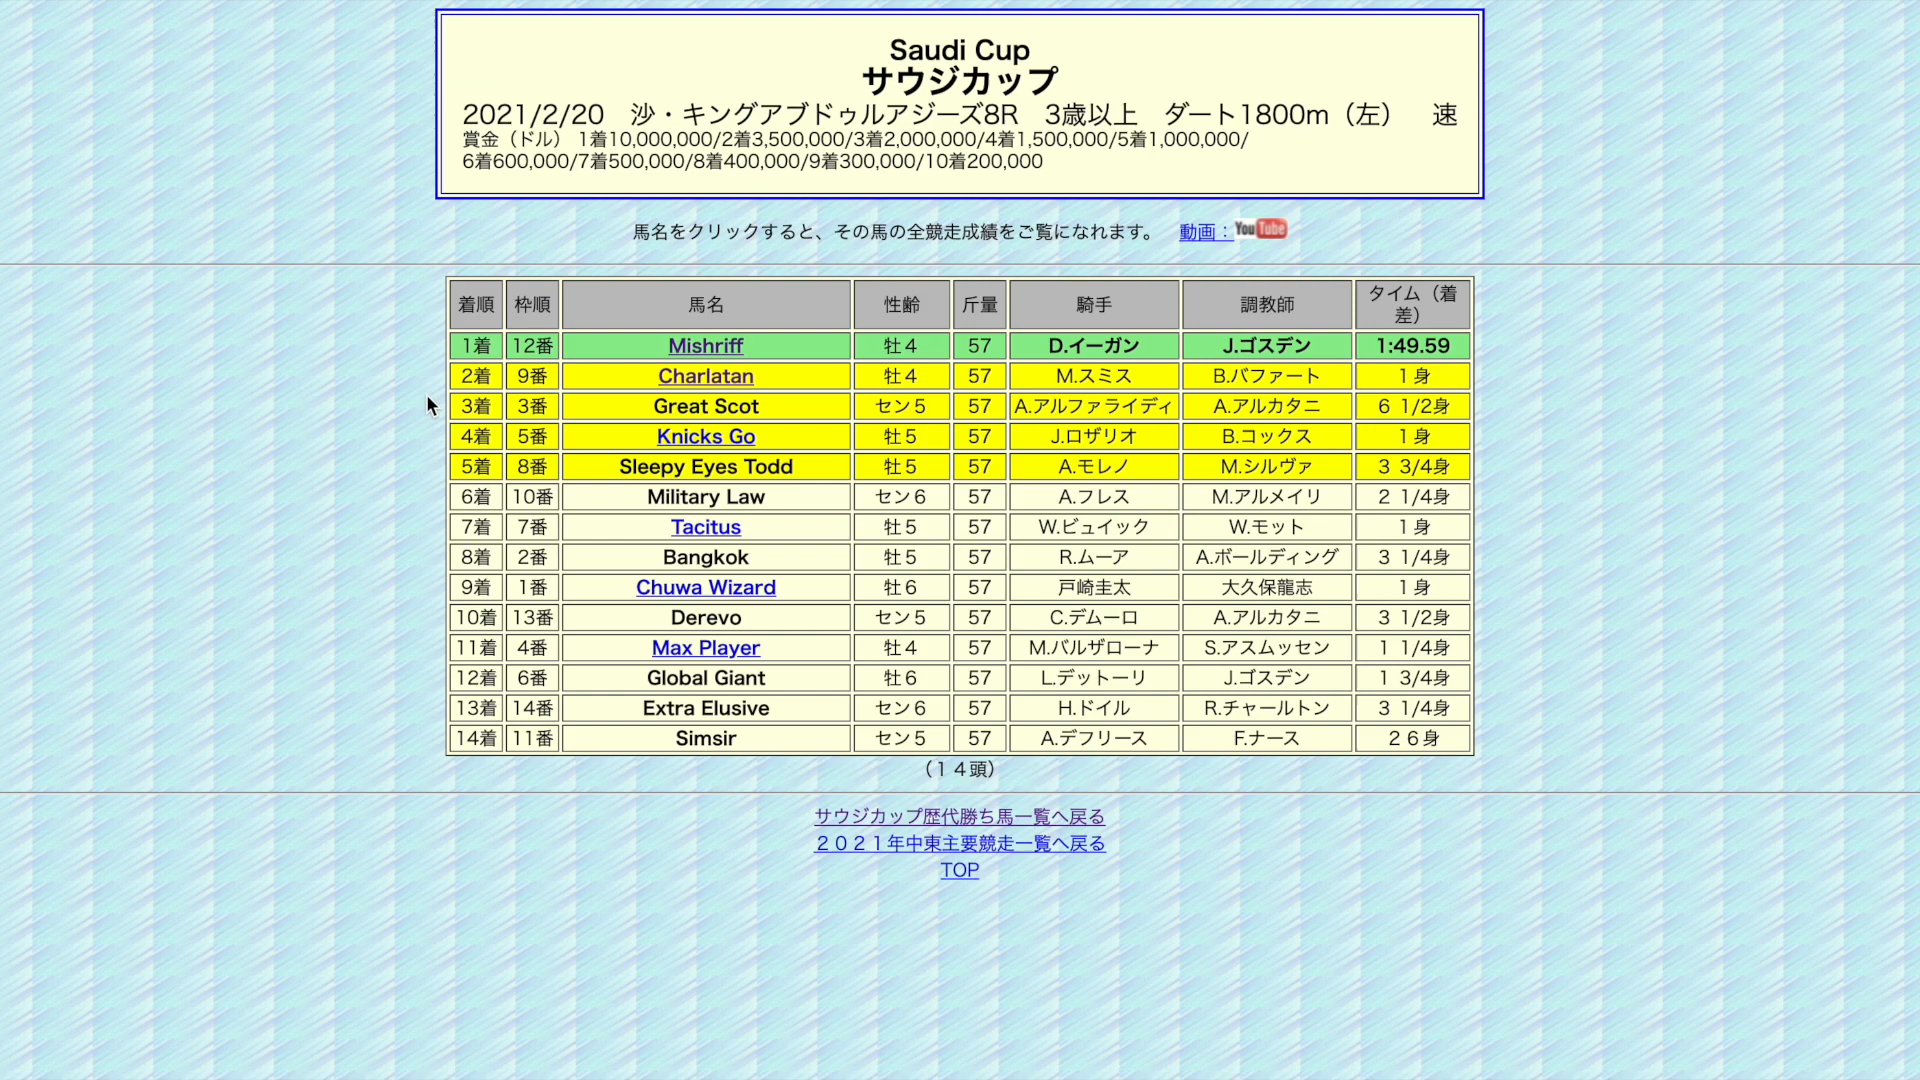 Saudi Cup
サウジカップ
2021/2/20　沙・キングアブドゥルアジーズ8R　3歳以上　ダート1800m（左）　速
賞金（ドル） 1着10,000,000/2着3,500,000/3着2,000,000/4着1,500,000/5着1,000,000/
6着600,000/7着500,000/8着400,000/9着300,000/10着200,000
馬名をクリックすると、その馬の全競走成績をご覧になれます。　動画：YouTube
着順 枠順 馬名 性齢 斤量 騎手 調教師 タイム（着差）
1着 12番 Mishriff 牡４ 57 D.イーガン J.ゴスデン 1:49.59
2着 9番 Charlatan 牡４ 57 M.スミス B.バファート １身
3着 3番 Great Scot セン５ 57 A.アルファライディ A.アルカタニ ６ 1/2身
4着 5番 Knicks Go 牡５ 57 J.ロザリオ B.コックス １身
5着 8番 Sleepy Eyes Todd 牡５ 57 A.モレノ M.シルヴァ ３ 3/4身
6着 10番 Military Law セン６ 57 A.フレス M.アルメイリ ２ 1/4身
7着 7番 Tacitus 牡５ 57 W.ビュイック W.モット １身
8着 2番 Bangkok 牡５ 57 R.ムーア A.ボールディング ３ 1/4身
9着 1番 Chuwa Wizard 牡６ 57 戸崎圭太 大久保龍志 １身
10着 13番 Derevo セン５ 57 C.デムーロ A.アルカタニ ３ 1/2身
11着 4番 Max Player 牡４ 57 M.バルザローナ S.アスムッセン １ 1/4身
12着 6番 Global Giant 牡６ 57 L.デットーリ J.ゴスデン １ 3/4身
13着 14番 Extra Elusive セン６ 57 H.ドイル R.チャールトン ３ 1/4身
14着 11番 Simsir セン５ 57 A.デフリース F.ナース ２６身
（１４頭）
サウジカップ歴代勝ち馬一覧へ戻る
２０２１年中東主要競走一覧へ戻る
TOP